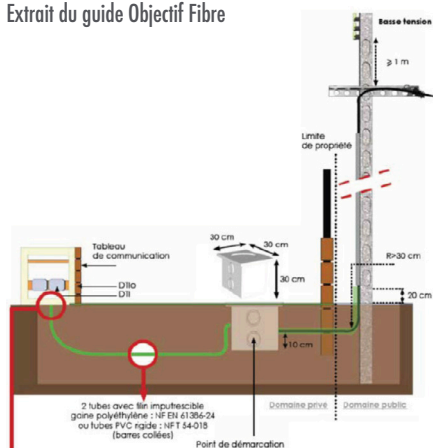 Extrait du guide Objectif Fibre
Basse tension
⩾ 1 m
Limite
de propriété
30 cm
30 cm
30 cm
R>30 cm
Tableau
de communication
DTIo
DTI
20 cm
10 cm
2 tubes avec filin imputrescible
gaine polyéthylène : NF EN 61386-24
ou tubes PVC rigide : NFT 54-018
(barres collées)
Domaine privé
Domaine public
Point de démarcation